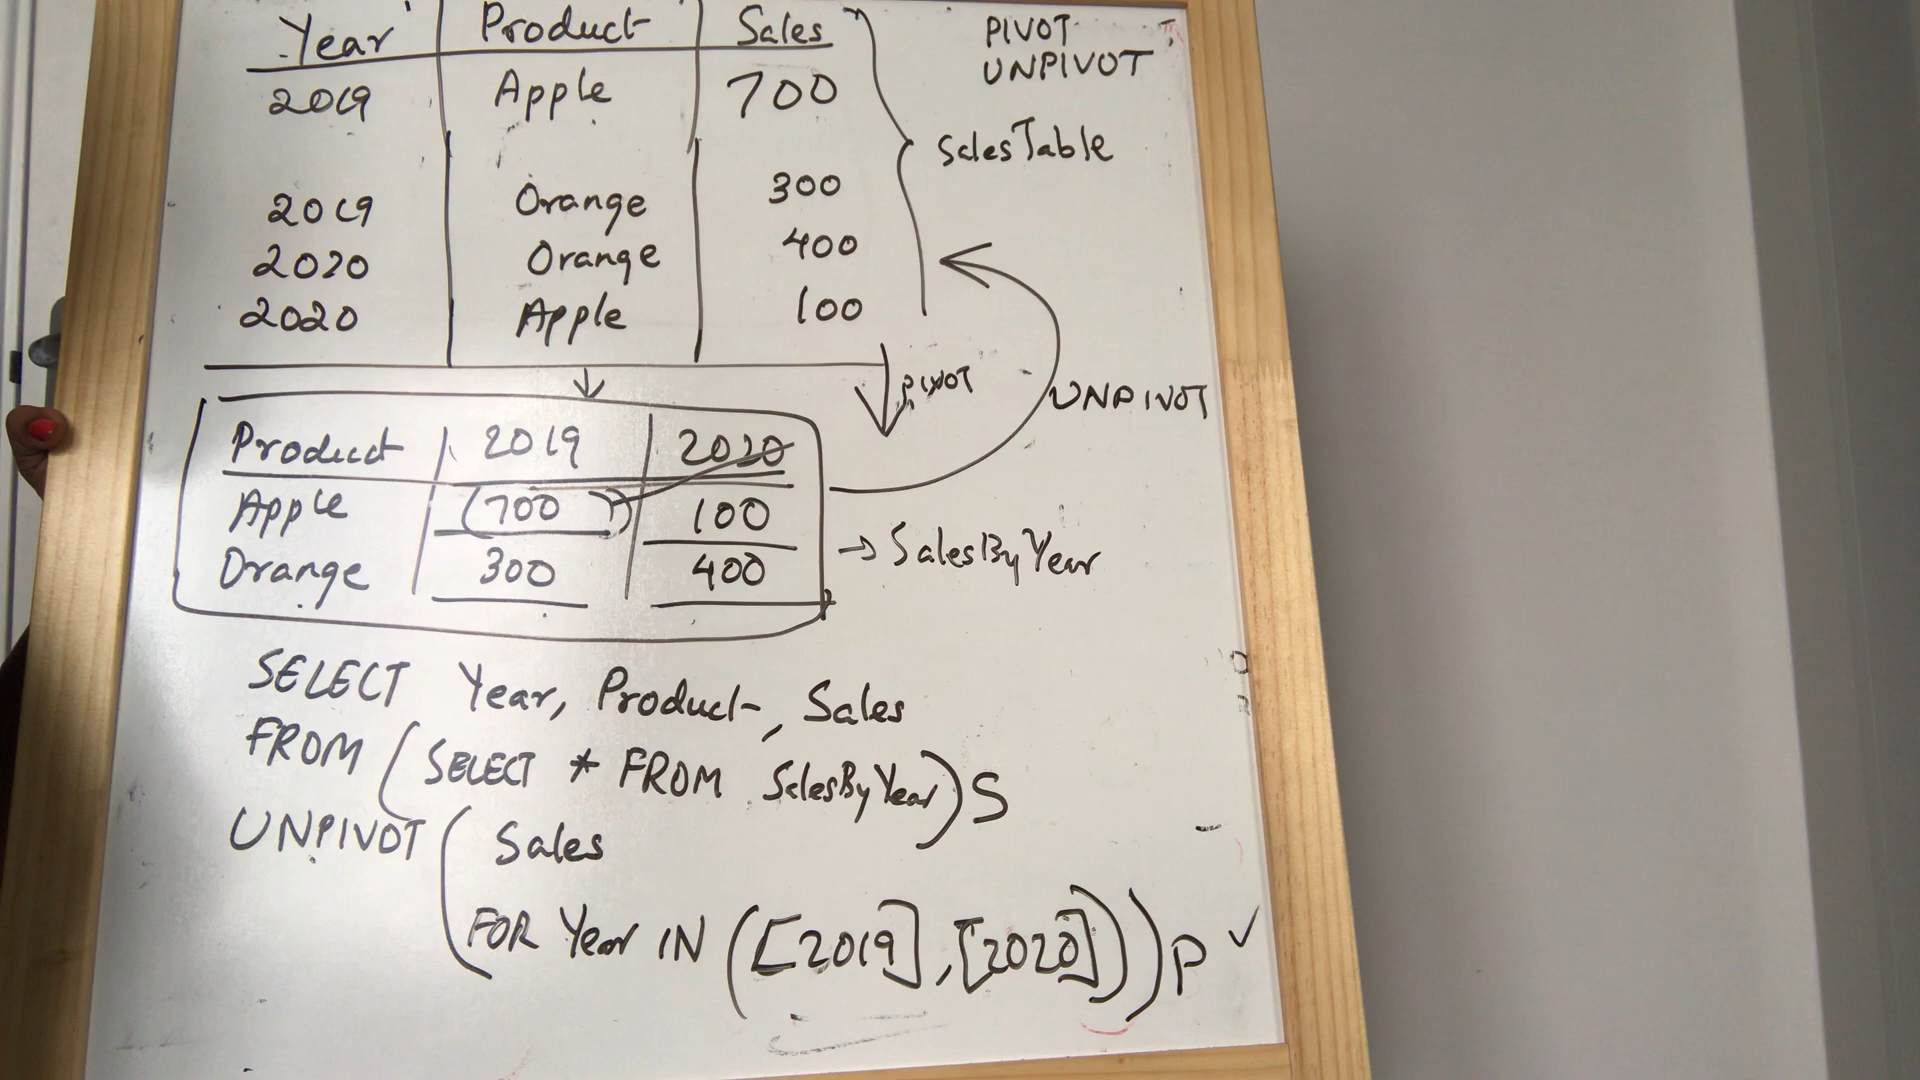 Year Product Sales
2019 Apple 700
2019 Orange 300
2020 Orange 400
2020 Apple 100
PIVOT
UNPIVOT
SalesTable
PIVOT
UNPIVOT
Product 2019 2020
Apple 700 100
Orange 300 400
SalesByYear
SELECT Year, Product, Sales
FROM (SELECT * FROM SalesByYear) S
UNPIVOT ( Sales
FOR Year IN ([2019], [2020])) P